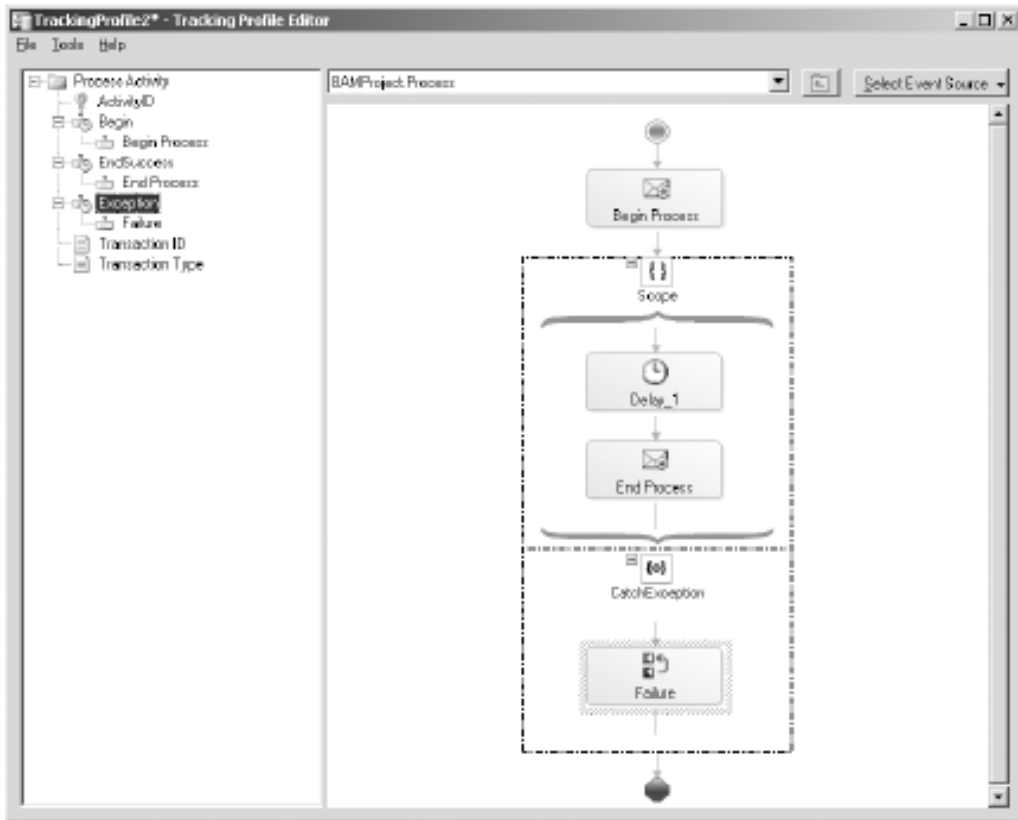 TrackingProfile2* - Tracking Profile Editor
File Tools Help
Process Activity
ActivityID
Begin
Begin Process
EndSuccess
End Process
Exception
Failure
Transaction ID
Transaction Type
BAMProject.Process
Select Event Source
Begin Process
Scope
Delay_1
End Process
CatchException
Failure